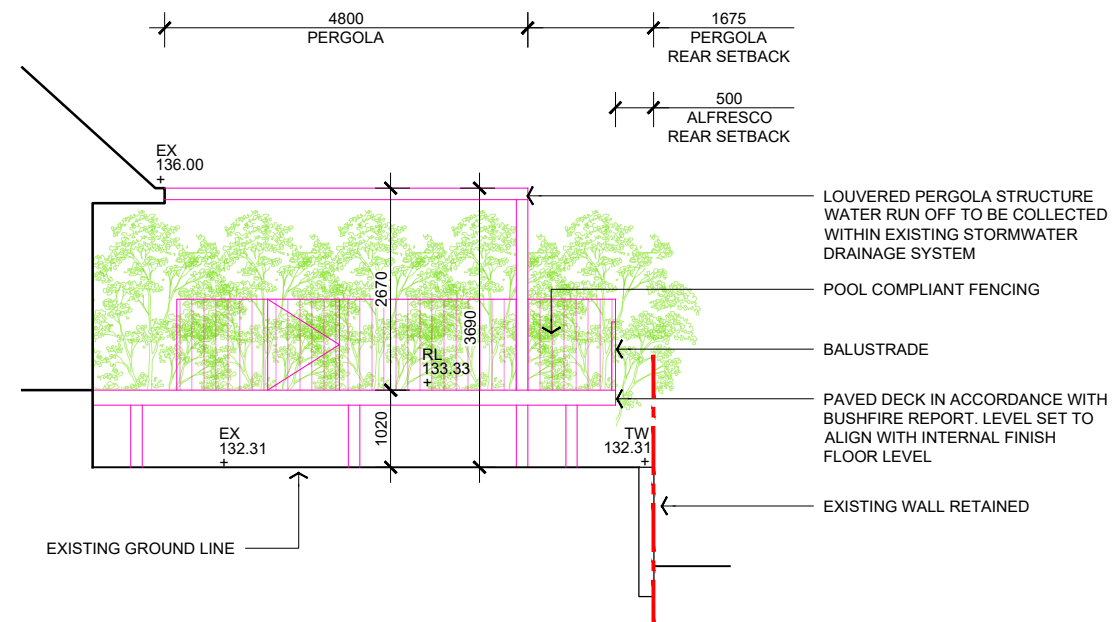 4800
PERGOLA
1675
PERGOLA
REAR SETBACK
500
ALFRESCO
REAR SETBACK
EX
136.00
+
LOUVERED PERGOLA STRUCTURE
WATER RUN OFF TO BE COLLECTED
WITHIN EXISTING STORMWATER
DRAINAGE SYSTEM
POOL COMPLIANT FENCING
2670
3690
RL
133.33
+
BALUSTRADE
PAVED DECK IN ACCORDANCE WITH
BUSHFIRE REPORT. LEVEL SET TO
ALIGN WITH INTERNAL FINISH
FLOOR LEVEL
1020
EX
132.31
+
TW
132.31
+
EXISTING WALL RETAINED
EXISTING GROUND LINE